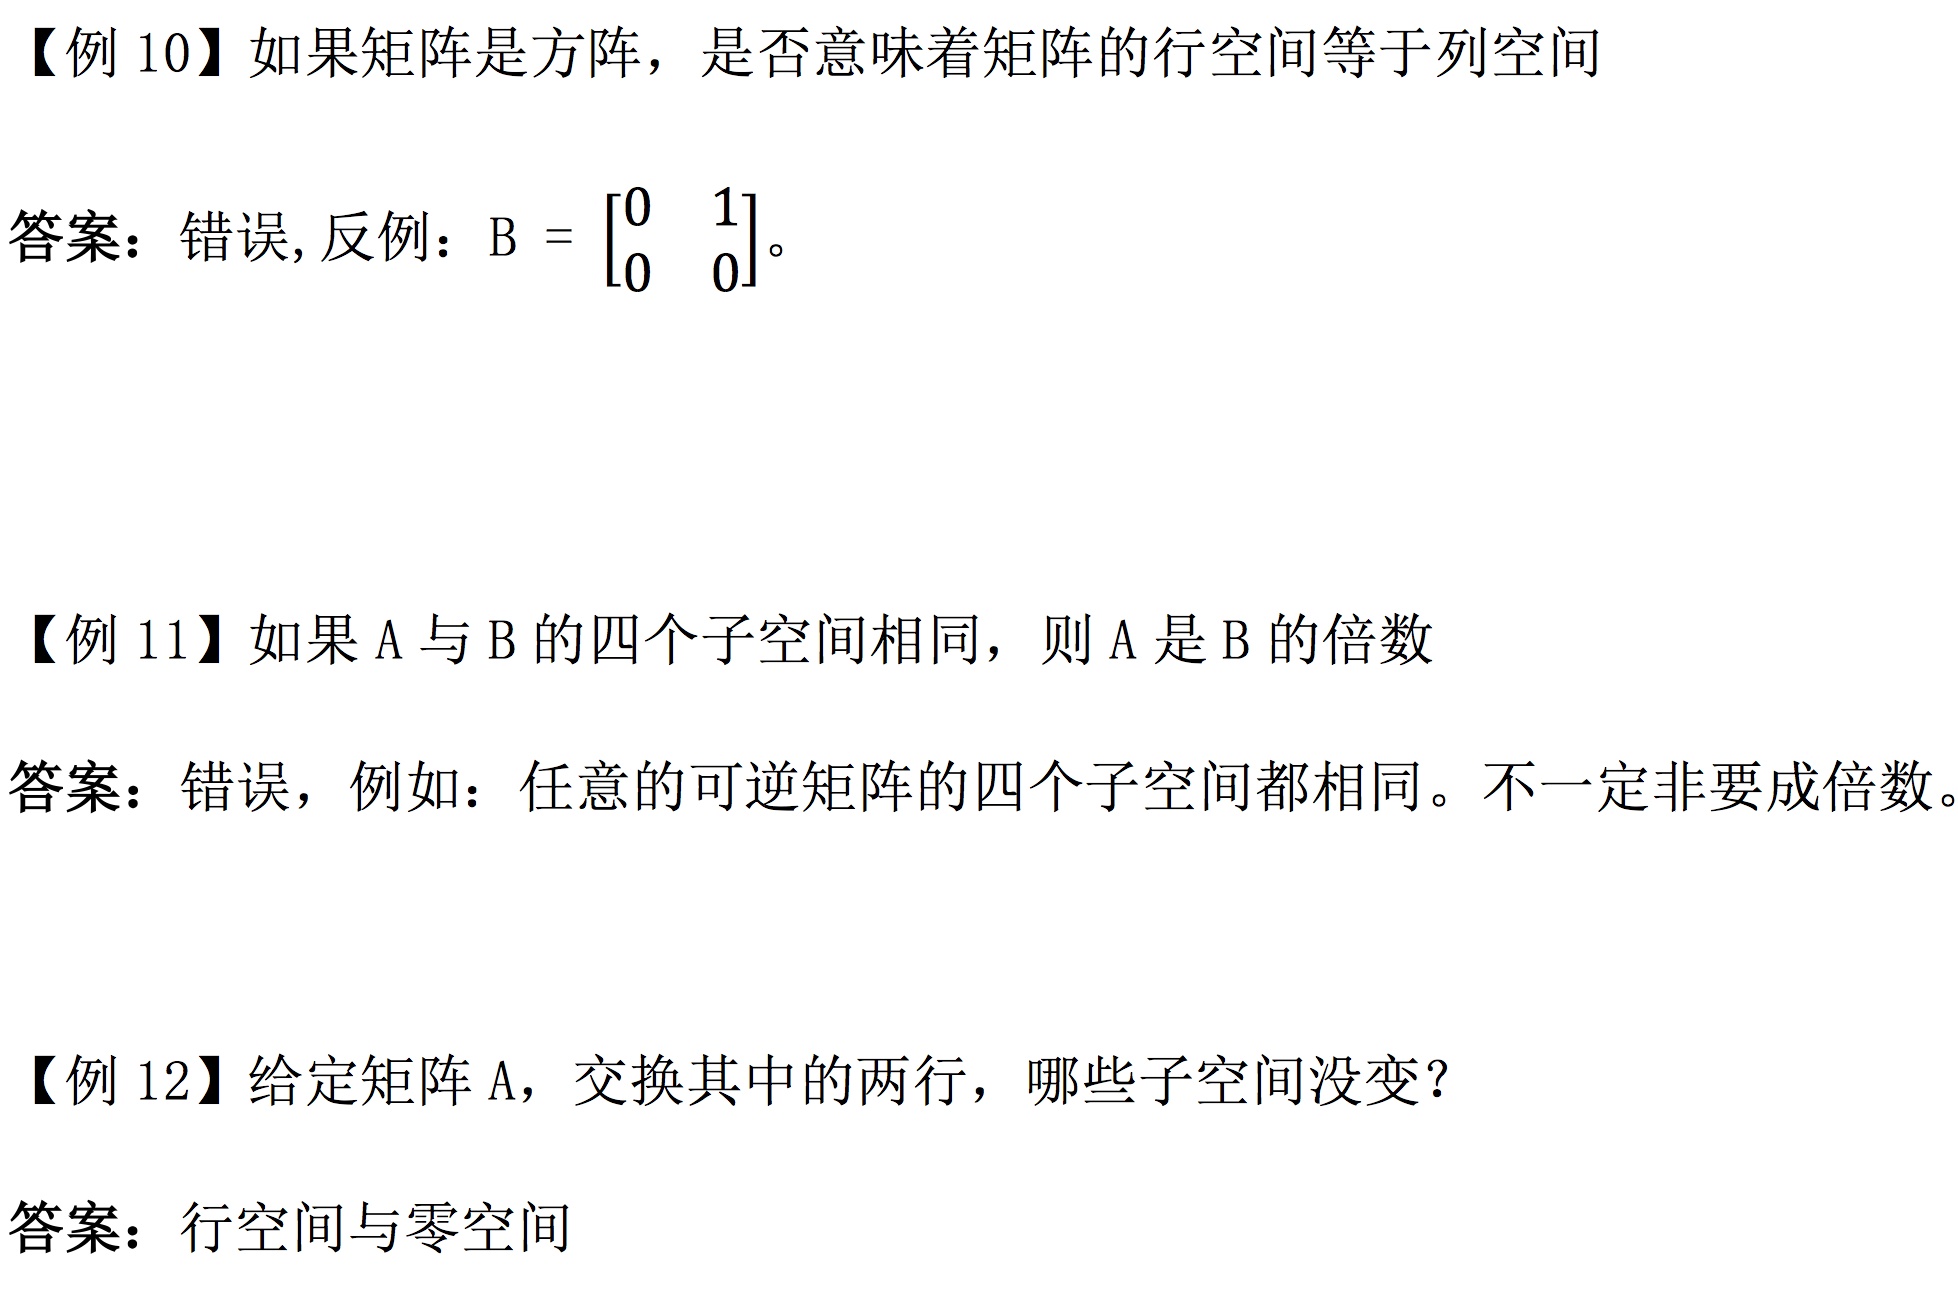 【例 10】如果矩阵是方阵，是否意味着矩阵的行空间等于列空间
答案：错误,反例：B = [0 1
0 0]。
【例 11】如果 A 与 B 的四个子空间相同，则 A 是 B 的倍数
答案：错误，例如：任意的可逆矩阵的四个子空间都相同。不一定非要成倍数。
【例 12】给定矩阵 A，交换其中的两行，哪些子空间没变？
答案：行空间与零空间